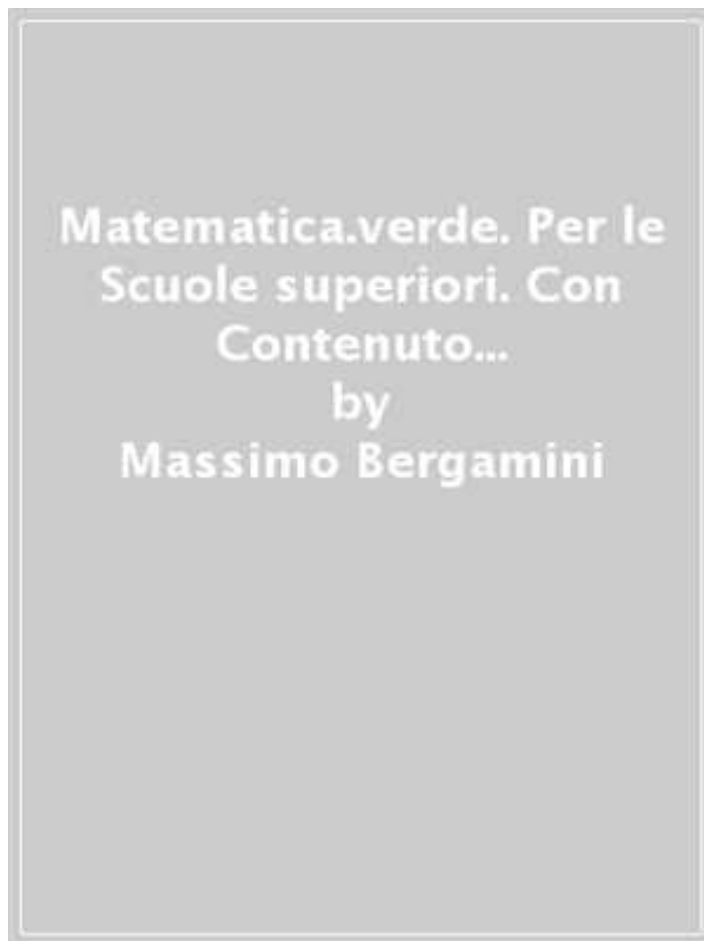 Matematica.verde. Per le
Scuole superiori. Con
Contenuto...
by
Massimo Bergamini